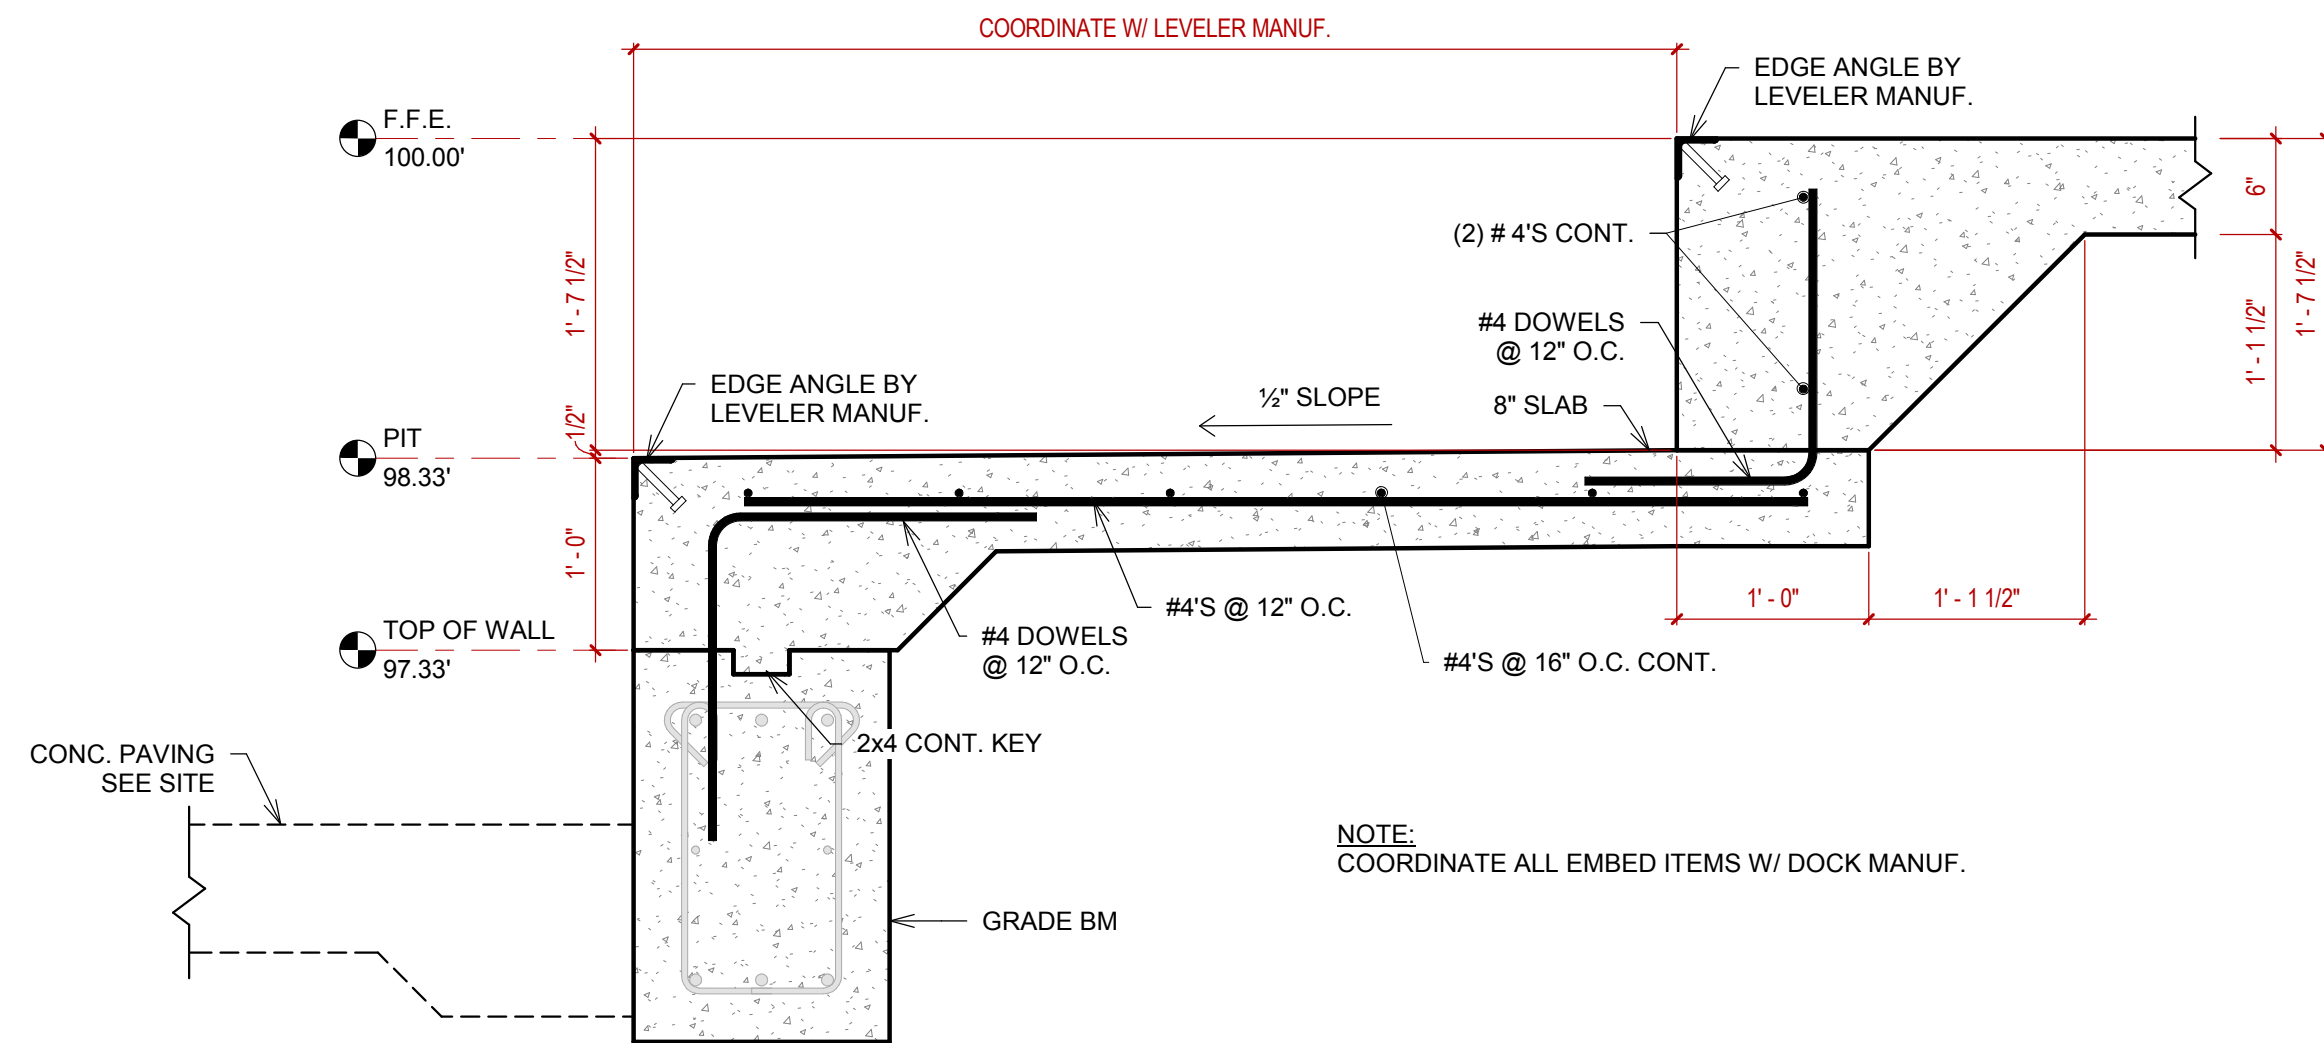 COORDINATE W/ LEVELER MANUF.
EDGE ANGLE BY
LEVELER MANUF.
F.F.E.
100.00'
6"
(2) # 4'S CONT.
1' - 7 1/2"
1' - 7 1/2"
1' - 1 1/2"
#4 DOWELS
@ 12" O.C.
EDGE ANGLE BY
LEVELER MANUF.
½" SLOPE
8" SLAB
1/2"
PIT
98.33'
1' - 0"
#4'S @ 12" O.C.
1' - 0"
1' - 1 1/2"
TOP OF WALL
97.33'
#4 DOWELS
@ 12" O.C.
#4'S @ 16" O.C. CONT.
2x4 CONT. KEY
CONC. PAVING
SEE SITE
NOTE:
COORDINATE ALL EMBED ITEMS W/ DOCK MANUF.
GRADE BM